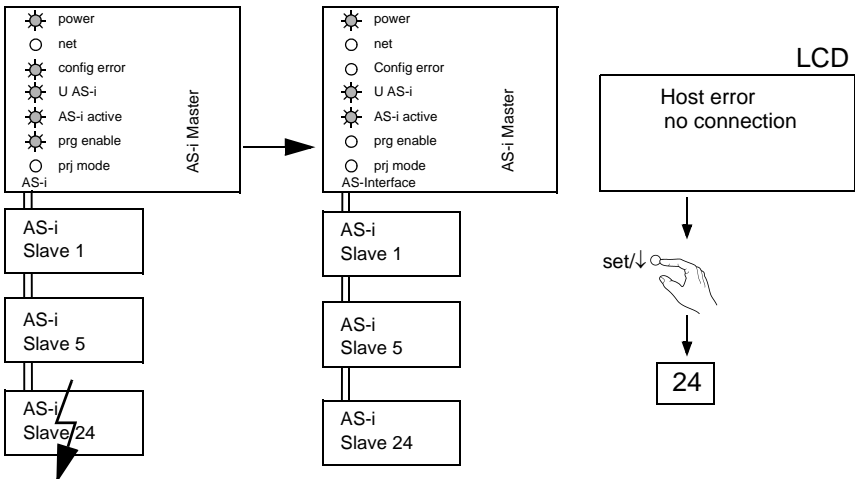 power
net
config error
U AS-i
AS-i active
prg enable
prj mode
AS-i
AS-i Master
AS-i
Slave 1
AS-i
Slave 5
AS-i
Slave 24
power
net
Config error
U AS-i
AS-i active
prg enable
prj mode
AS-Interface
AS-i Master
AS-i
Slave 1
AS-i
Slave 5
AS-i
Slave 24
LCD
Host error
no connection
set/↓
24